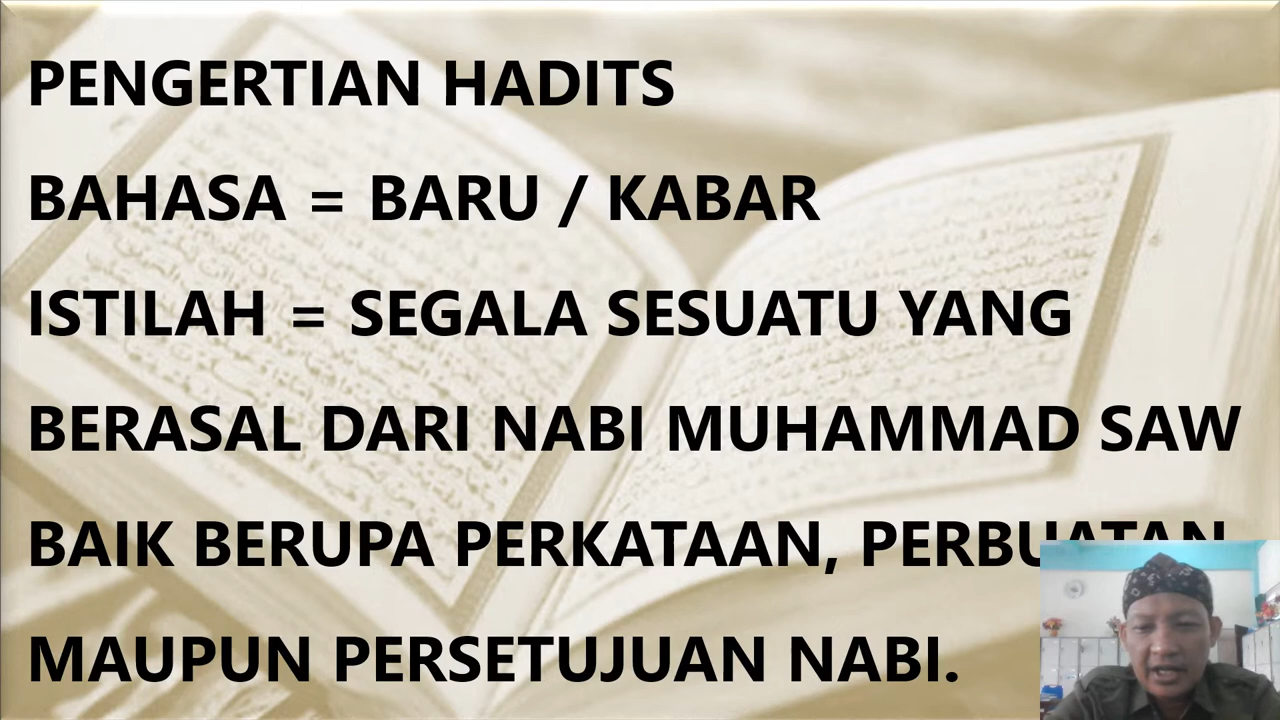 PENGERTIAN HADITS
BAHASA = BARU / KABAR
ISTILAH = SEGALA SESUATU YANG
BERASAL DARI NABI MUHAMMAD SAW
BAIK BERUPA PERKATAAN, PERBUATAN
MAUPUN PERSETUJUAN NABI.